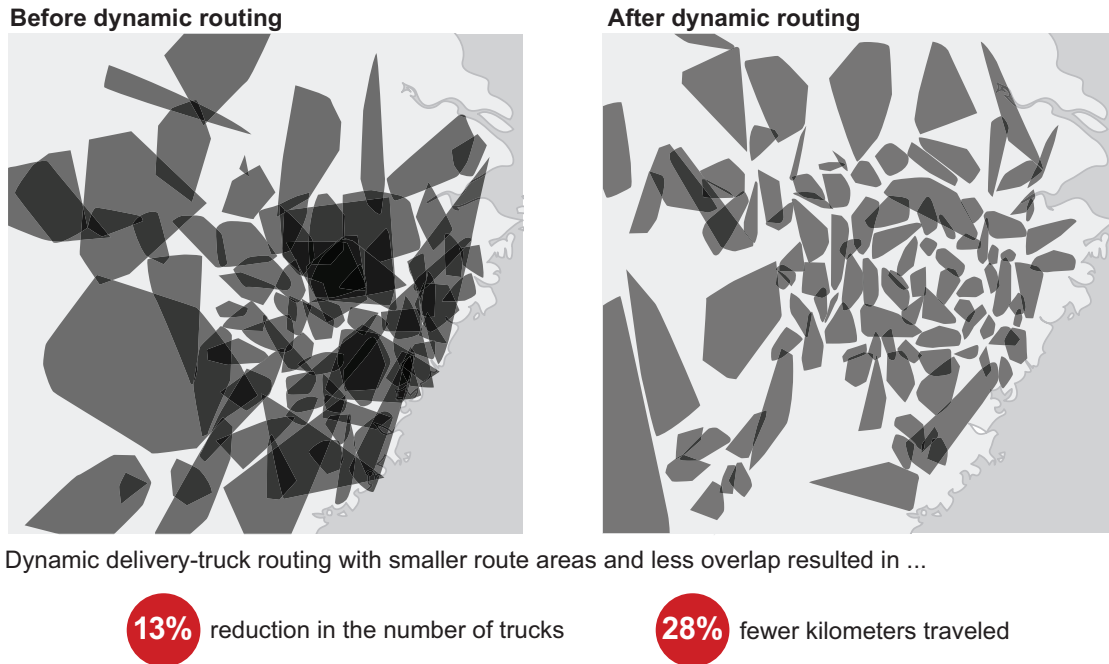 Before dynamic routing
After dynamic routing
Dynamic delivery-truck routing with smaller route areas and less overlap resulted in ...
13% reduction in the number of trucks
28% fewer kilometers traveled